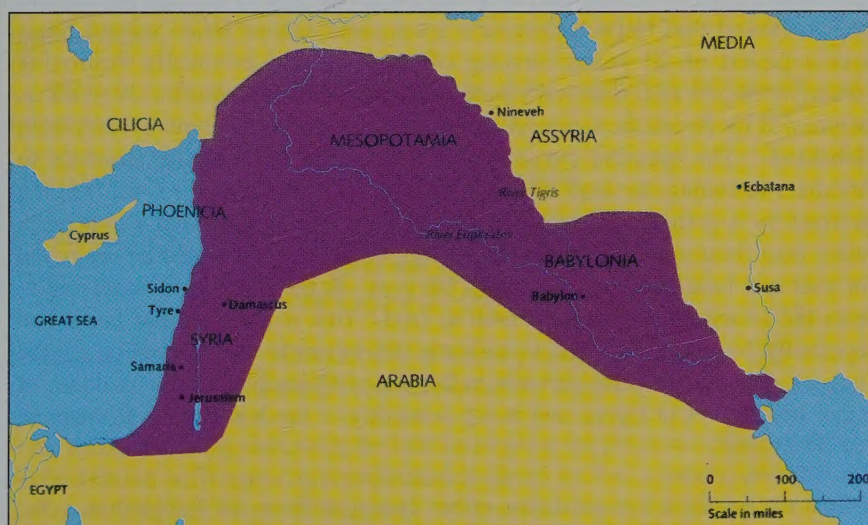 MEDIA
CILICIA
Nineveh
MESOPOTAMIA
ASSYRIA
River Tigris
Ecbatana
PHOENICIA
Cyprus
River Euphrates
BABYLONIA
Sidon
Damascus
Babylon
Susa
Tyre
GREAT SEA
SYRIA
Samaria
ARABIA
Jerusalem
EGYPT
0 100 200
Scale in miles